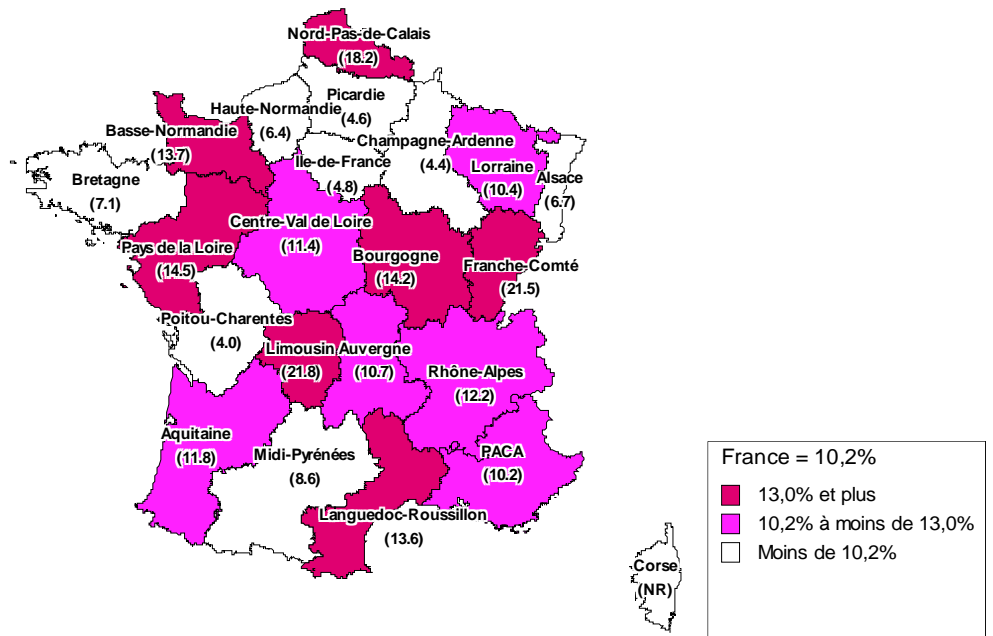 Nord-Pas-de-Calais
(18.2)
Picardie
(4.6)
Haute-Normandie
(6.4)
Basse-Normandie
(13.7)
Champagne-Ardenne
(4.4)
Ile-de-France
(4.8)
Lorraine
(10.4)
Alsace
(6.7)
Bretagne
(7.1)
Centre-Val de Loire
(11.4)
Pays de la Loire
(14.5)
Bourgogne
(14.2)
Franche-Comté
(21.5)
Poitou-Charentes
(4.0)
Limousin
(21.8)
Auvergne
(10.7)
Rhône-Alpes
(12.2)
Aquitaine
(11.8)
Midi-Pyrénées
(8.6)
PACA
(10.2)
Languedoc-Roussillon
(13.6)
Corse
(NR)
France = 10,2%
13,0% et plus
10,2% à moins de 13,0%
Moins de 10,2%